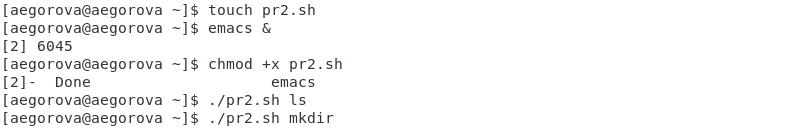 [aegorova@aegorova ~]$ touch pr2.sh
[aegorova@aegorova ~]$ emacs &
[2] 6045
[aegorova@aegorova ~]$ chmod +x pr2.sh
[2]-  Done                    emacs
[aegorova@aegorova ~]$ ./pr2.sh ls
[aegorova@aegorova ~]$ ./pr2.sh mkdir